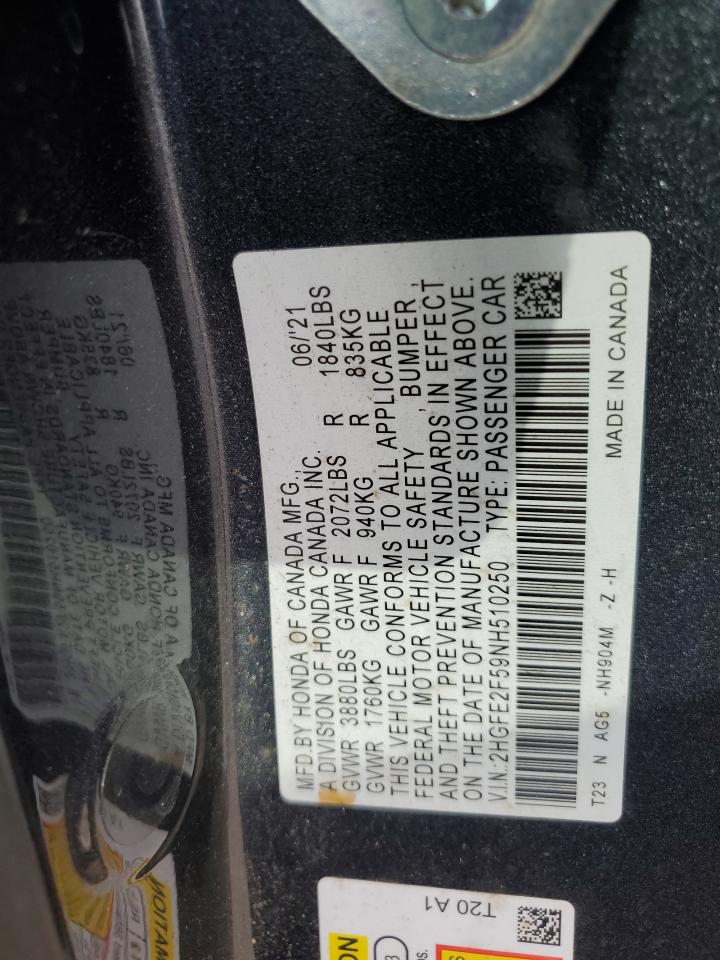 MFD.BY HONDA OF CANADA MFG., 06/'21
A DIVISION OF HONDA CANADA INC.
GVWR 3880LBS GAWR F 2072LBS R 1840LBS
GVWR 1760KG GAWR F 940KG R 835KG
THIS VEHICLE CONFORMS TO ALL APPLICABLE
FEDERAL MOTOR VEHICLE SAFETY , BUMPER ,
AND THEFT PREVENTION STANDARDS IN EFFECT
ON THE DATE OF MANUFACTURE SHOWN ABOVE.
V.I.N.:2HGFE2F59NH510250 TYPE: PASSENGER CAR
T23 N AG5 -NH904M -Z -H MADE IN CANADA
T20 A1